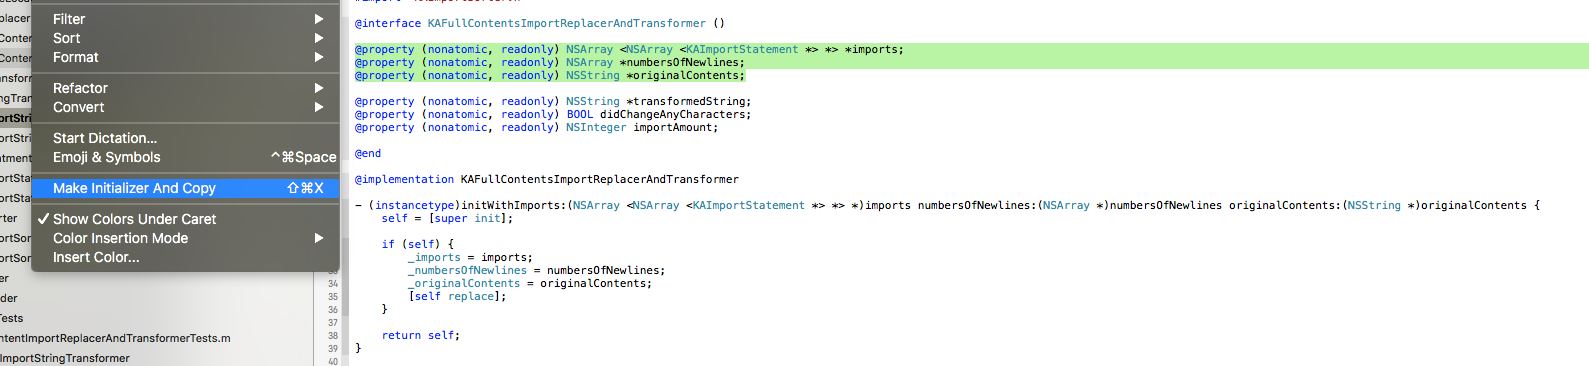 placer
Filter
Sort
Conter
Format
Conter
ansforr
Refactor
ngTran
Convert
ortStri
Start Dictation...
ortStri
Emoji & Symbols ^⌘Space
ntment
ortSta
Make Initializer And Copy ⇧⌘X
ortSta
rter
✓ Show Colors Under Caret
ortSor
Color Insertion Mode
ortSor
Insert Color...
er
der
Tests
ntentImportReplacerAndTransformerTests.m
ImportStringTransformer
@interface KAFullContentsImportReplacerAndTransformer ()
@property (nonatomic, readonly) NSArray <NSArray <KAImportStatement *> *> *imports;
@property (nonatomic, readonly) NSArray *numbersOfNewlines;
@property (nonatomic, readonly) NSString *originalContents;
@property (nonatomic, readonly) NSString *transformedString;
@property (nonatomic, readonly) BOOL didChangeAnyCharacters;
@property (nonatomic, readonly) NSInteger importAmount;
@end
@implementation KAFullContentsImportReplacerAndTransformer
- (instancetype)initWithImports:(NSArray <NSArray <KAImportStatement *> *> *)imports numbersOfNewlines:(NSArray *)numbersOfNewlines originalContents:(NSString *)originalContents {
self = [super init];
if (self) {
_imports = imports;
33 _numbersOfNewlines = numbersOfNewlines;
34 _originalContents = originalContents;
35 [self replace];
36 }
37
38 return self;
39 }
40